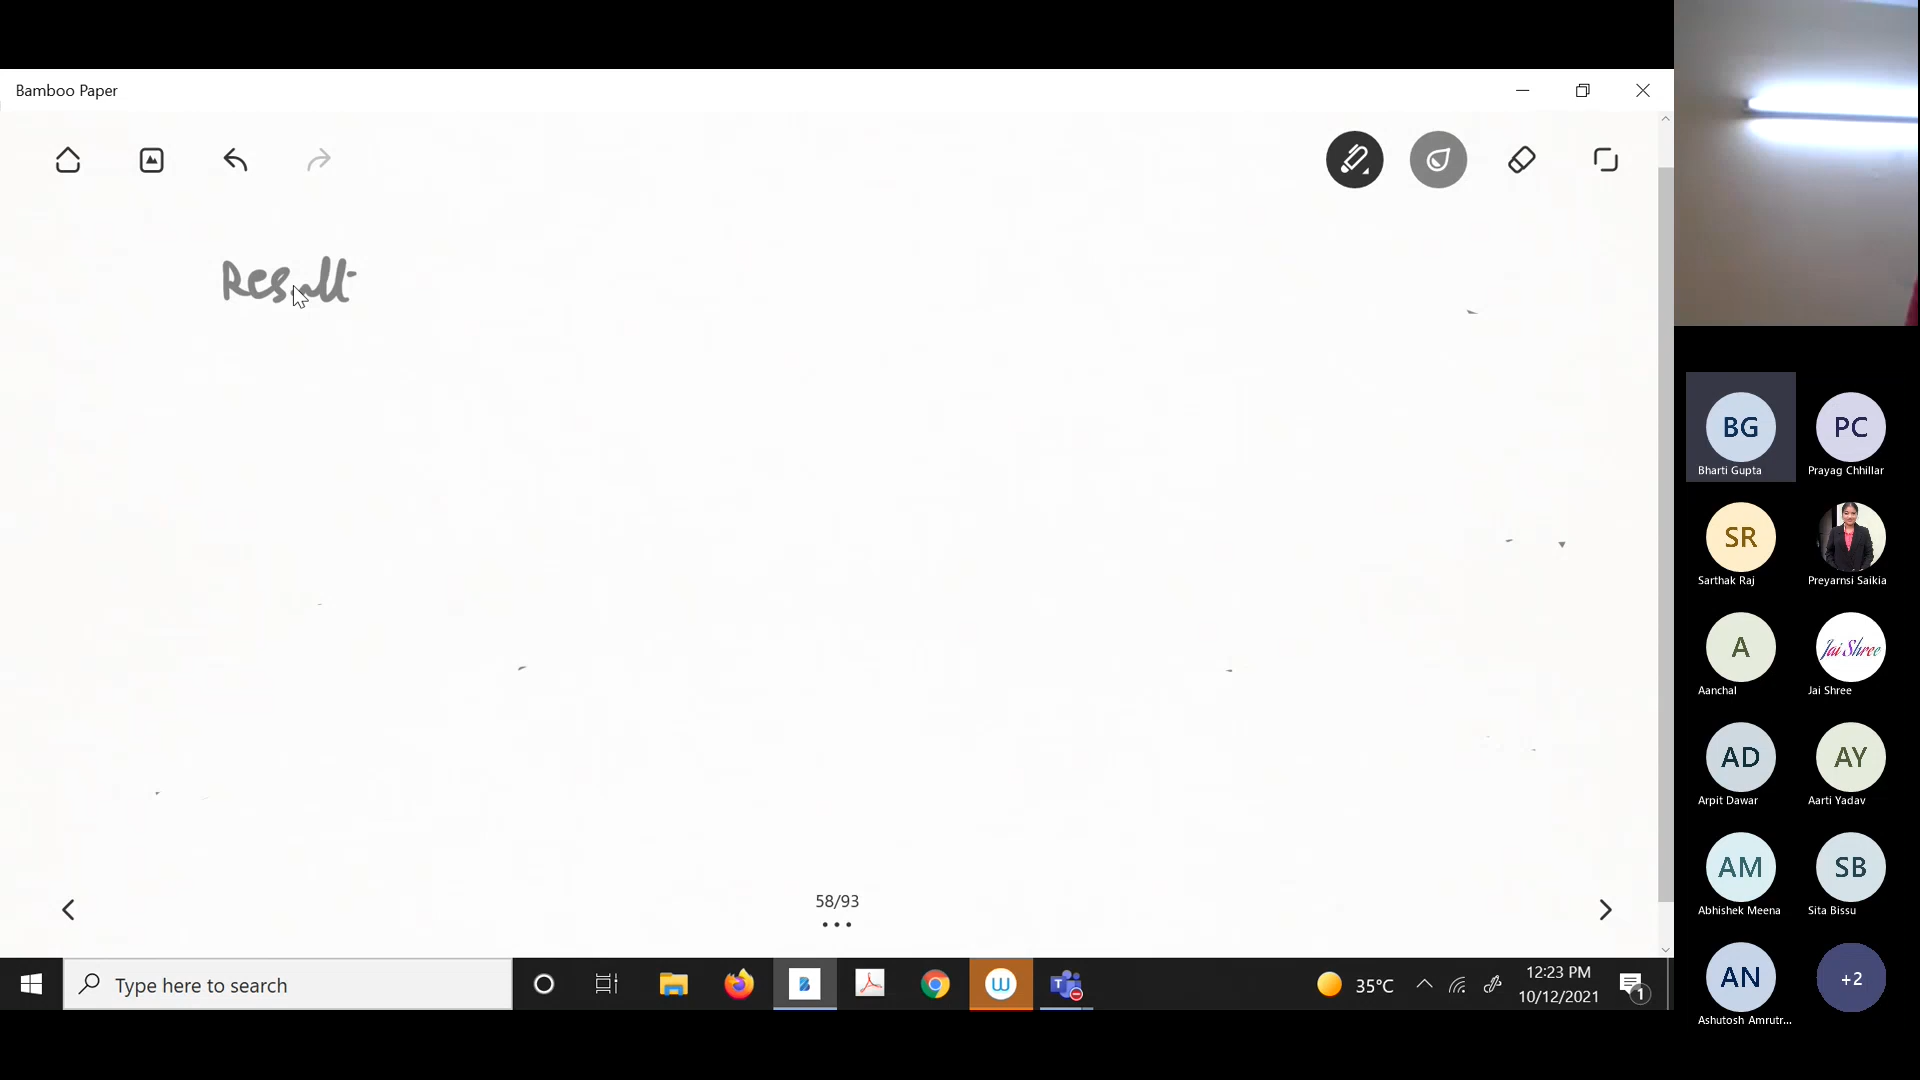 Bamboo Paper
Result
58/93
Type here to search
35°C
12:23 PM
10/12/2021
1
BG
Bharti Gupta
PC
Prayag Chhillar
SR
Sarthak Raj
Preyarnsi Saikia
A
Aanchal
Jai Shree
Jai Shree
AD
Arpit Dawar
AY
Aarti Yadav
AM
Abhishek Meena
SB
Sita Bissu
AN
Ashutosh Amrutr...
+2